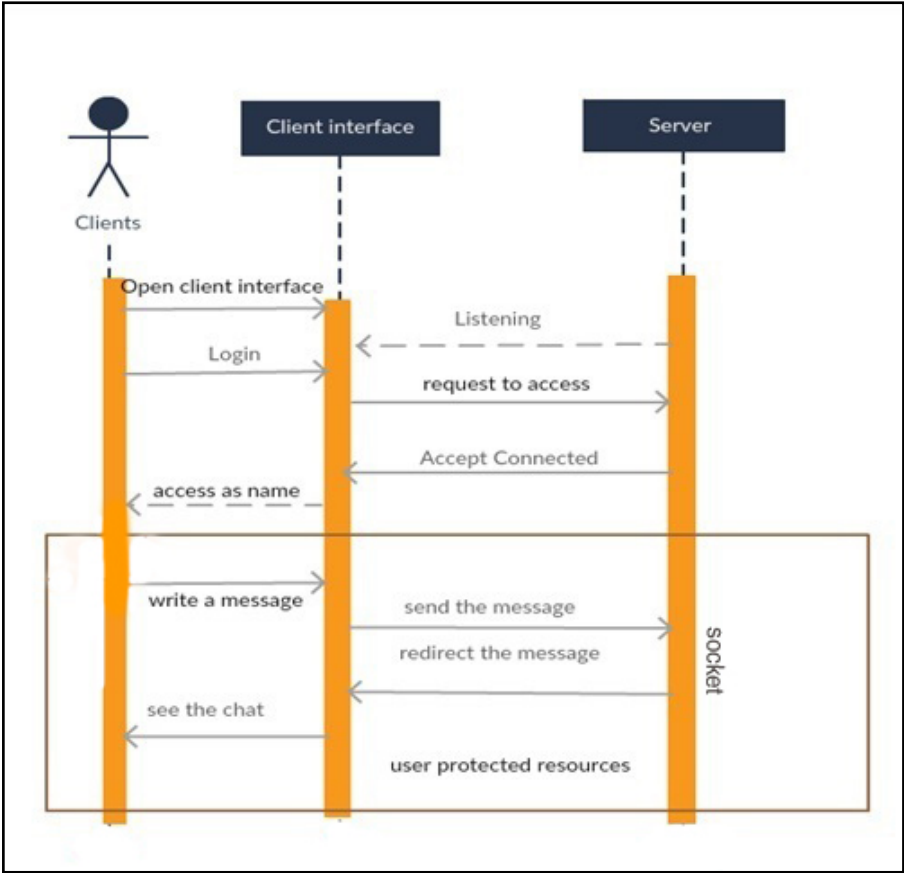 Client interface
Server
Clients
Open client interface
Listening
Login
request to access
Accept Connected
access as name
write a message
send the message
redirect the message
socket
see the chat
user protected resources